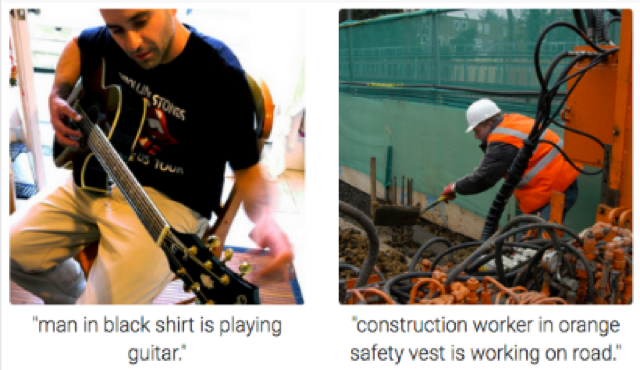 "man in black shirt is playing
guitar."
"construction worker in orange
safety vest is working on road."